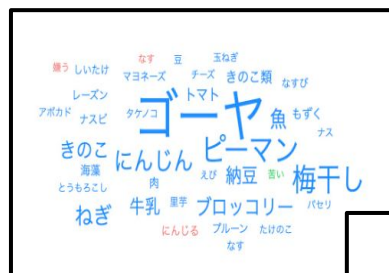 なす 豆 玉ねぎ
嫌う しいたけ マヨネーズ チーズ きのこ類 なすび
レーズン トマト
アボカド ナスビ タケノコ ゴーヤ 魚 もずく
ナス
きのこ にんじん ピーマン
海藻 えび 納豆 苦い 梅干し
とうもろこし 肉
ねぎ 牛乳 里芋 ブロッコリー パセリ
にんじる プルーン たけのこ
なす